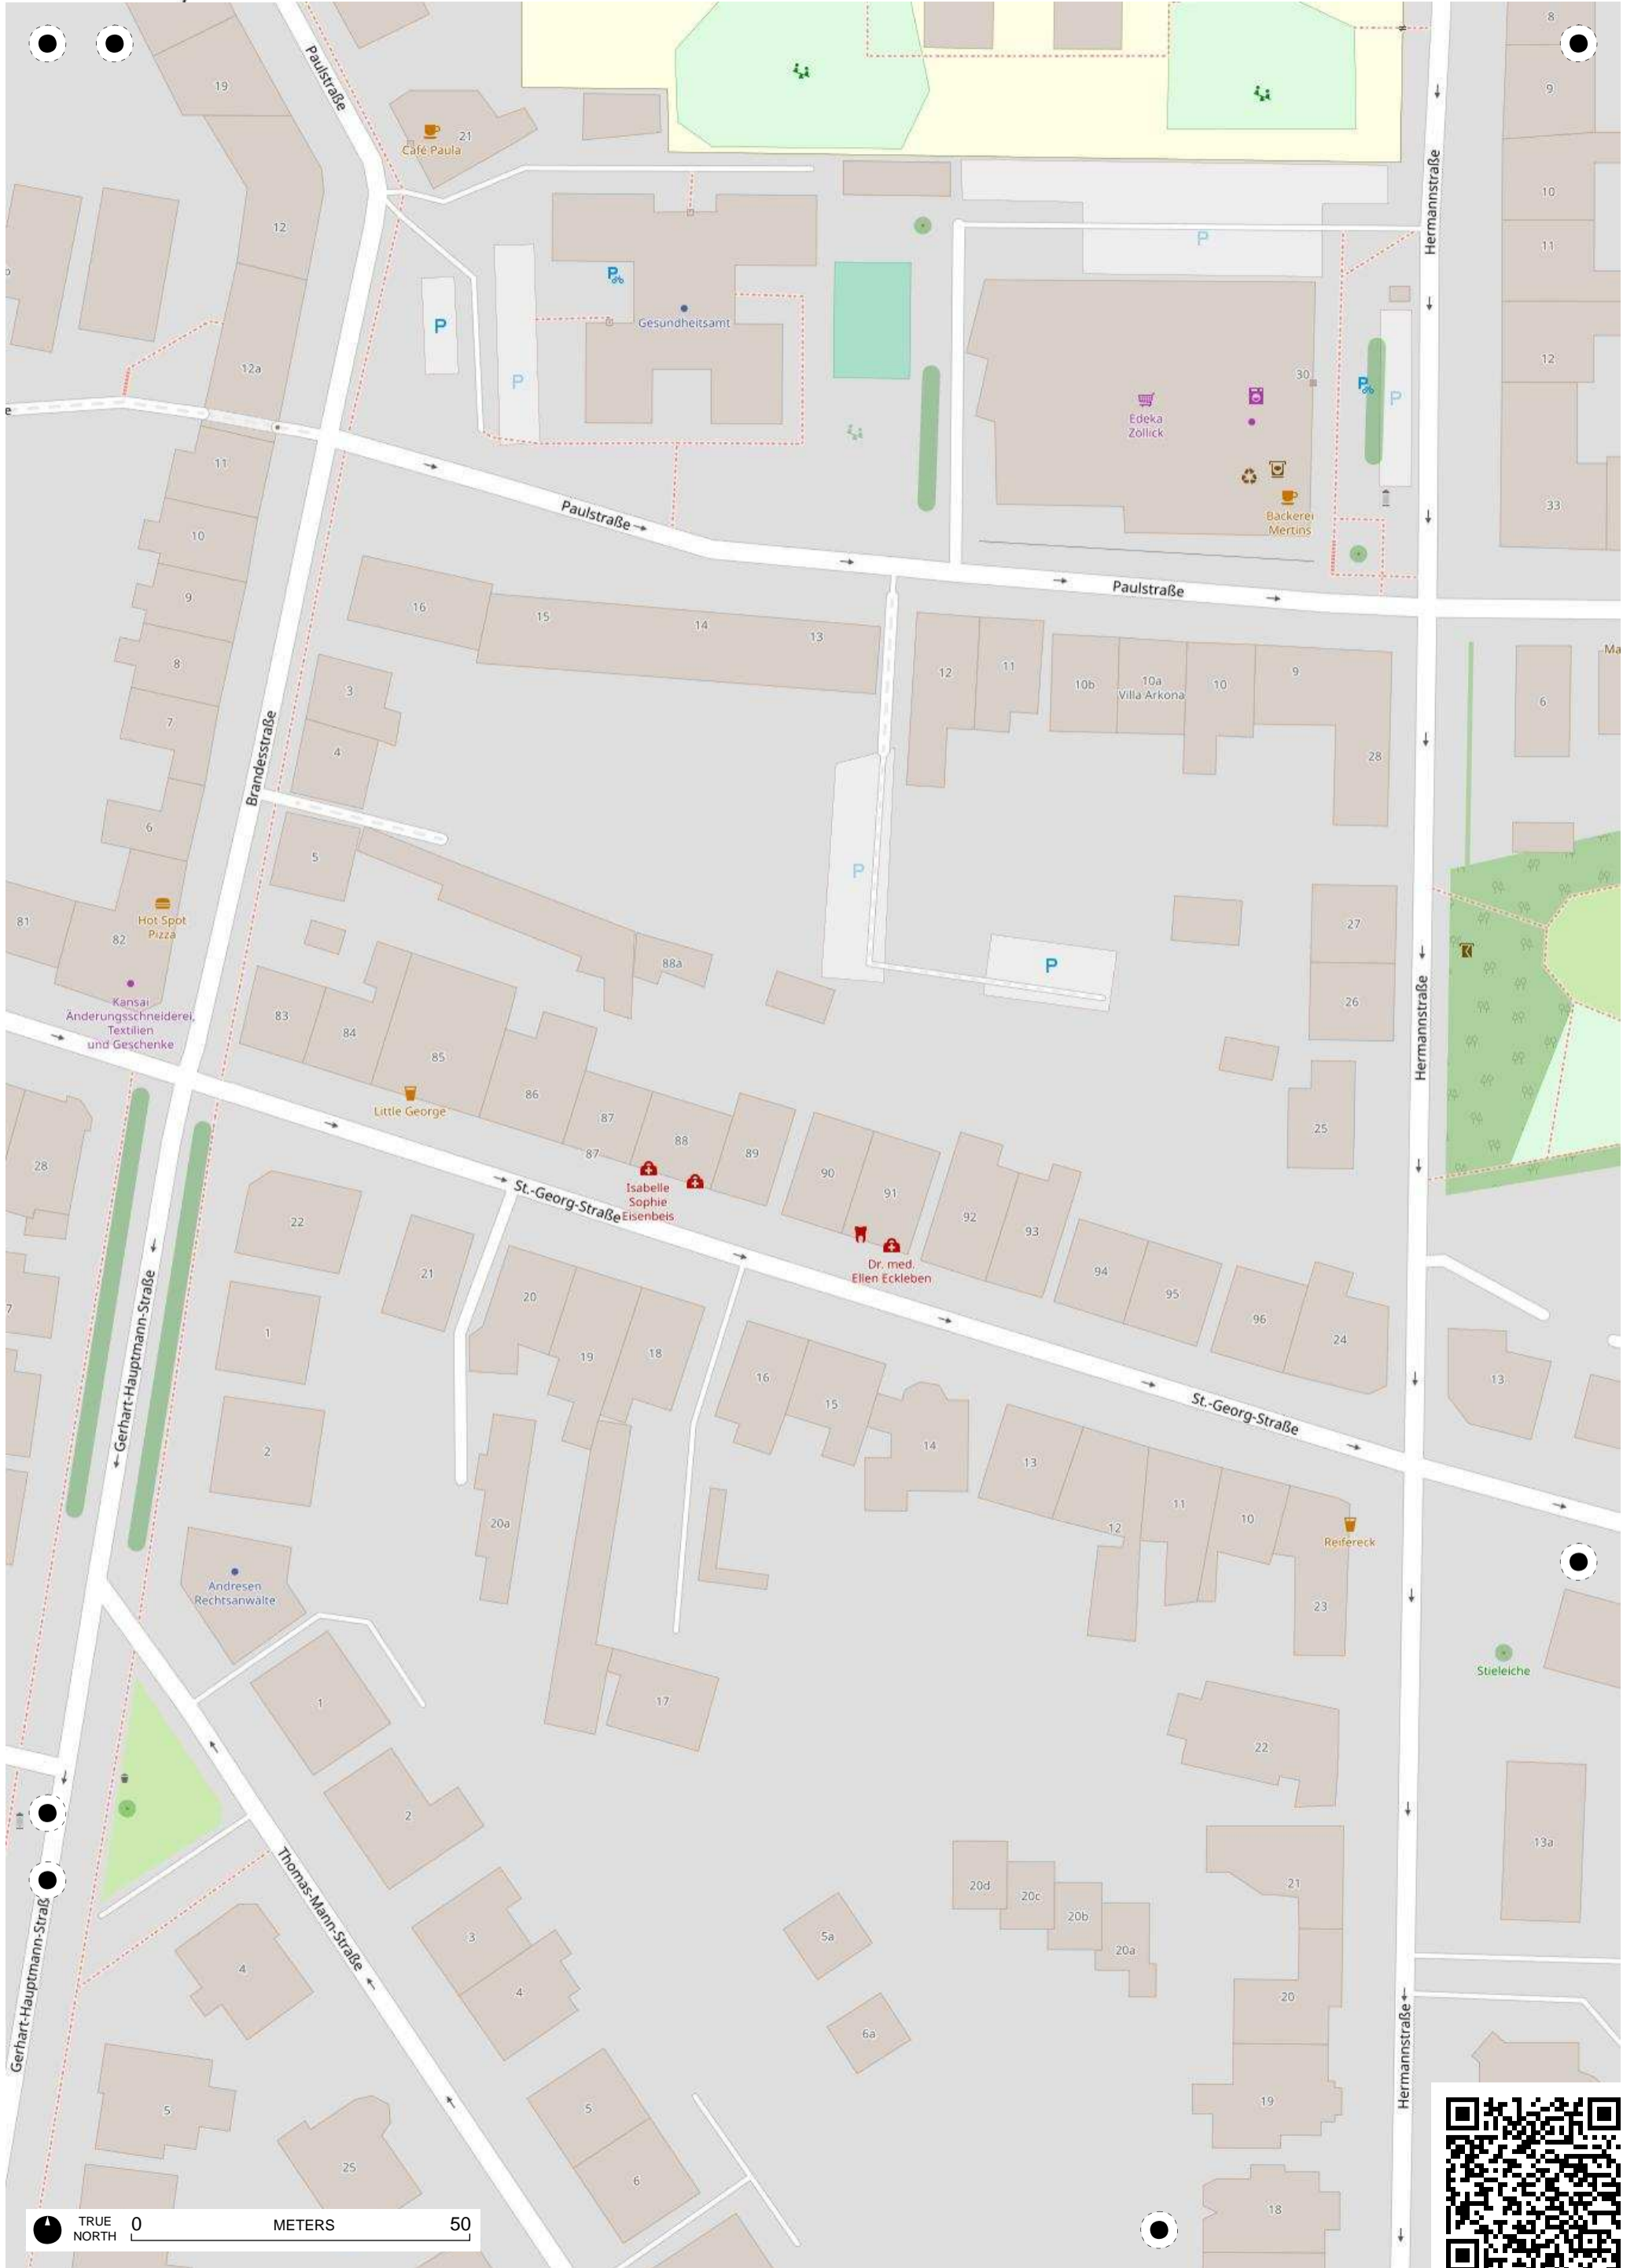 8
19
Paulstraße
9
21
Café Paula
Hermannstraße
10
12
11
P
P
P
Gesundheitsamt
P
12a
30
12
P
P
Edeka
Zollick
11
33
Bäckerei
Mertins
Paulstraße
10
Paulstraße
9
16
15
14
13
8
12
11
10b
10a
Villa Arkona
10
9
Ma
3
6
7
4
28
Brandesstraße
6
5
P
81
Hot Spot
Pizza
82
27
88a
P
Kansai
Änderungsschneiderei,
Textilien
und Geschenke
83
84
85
26
Hermannstraße
86
Little George
87
88
89
87
25
28
90
91
Isabelle
Sophie
Eisenbeis
St.-Georg-Straße
92
93
22
21
Dr. med.
Ellen Eckleben
94
95
20
7
1
96
24
19
18
16
15
13
Gerhart-Hauptmann-Straße
St.-Georg-Straße
2
14
13
11
10
20a
12
Reifereck
Andresen
Rechtsanwälte
23
Stieleiche
1
17
22
2
13a
Thomas-Mann-Straße
20d
20c
20b
21
3
5a
20a
Gerhart-Hauptmann-Straß
4
4
20
6a
Hermannstraße
5
5
19
25
6
18
TRUE
NORTH
0 METERS 50